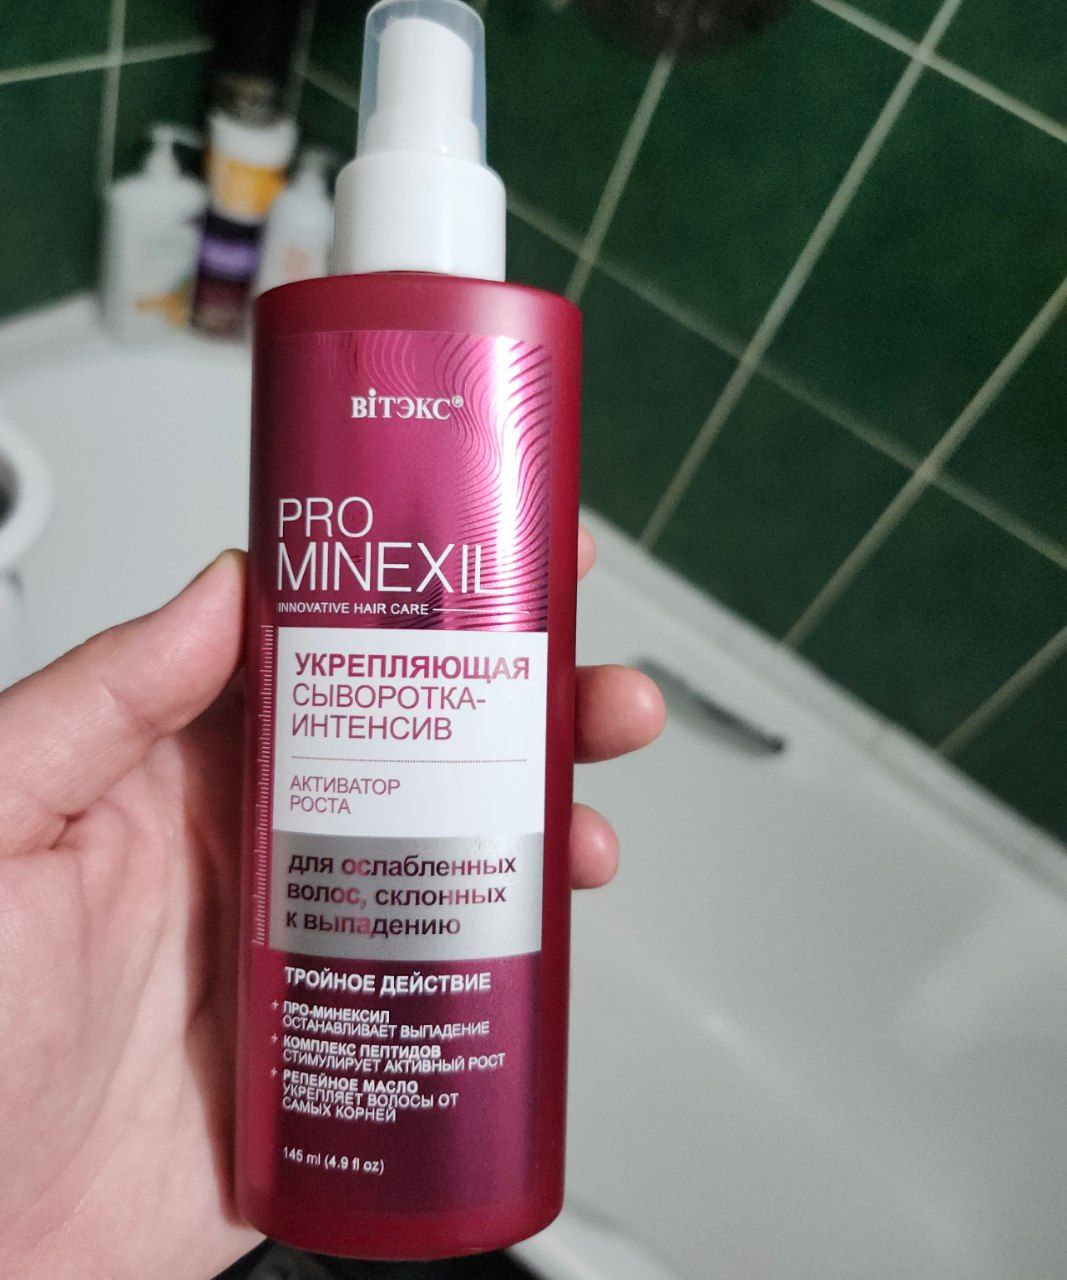 ВіТЭКС®
PRO
MINEXIL
INNOVATIVE HAIR CARE
УКРЕПЛЯЮЩАЯ
СЫВОРОТКА-
ИНТЕНСИВ
АКТИВАТОР
РОСТА
для ослабленных
волос, склонных
к выпадению
ТРОЙНОЕ ДЕЙСТВИЕ
+ ПРО-МИНЕКСИЛ
ОСТАНАВЛИВАЕТ ВЫПАДЕНИЕ
+ КОМПЛЕКС ПЕПТИДОВ
СТИМУЛИРУЕТ АКТИВНЫЙ РОСТ
+ РЕПЕЙНОЕ МАСЛО
УКРЕПЛЯЕТ ВОЛОСЫ ОТ
САМЫХ КОРНЕЙ
145 ml (4.9 fl oz)